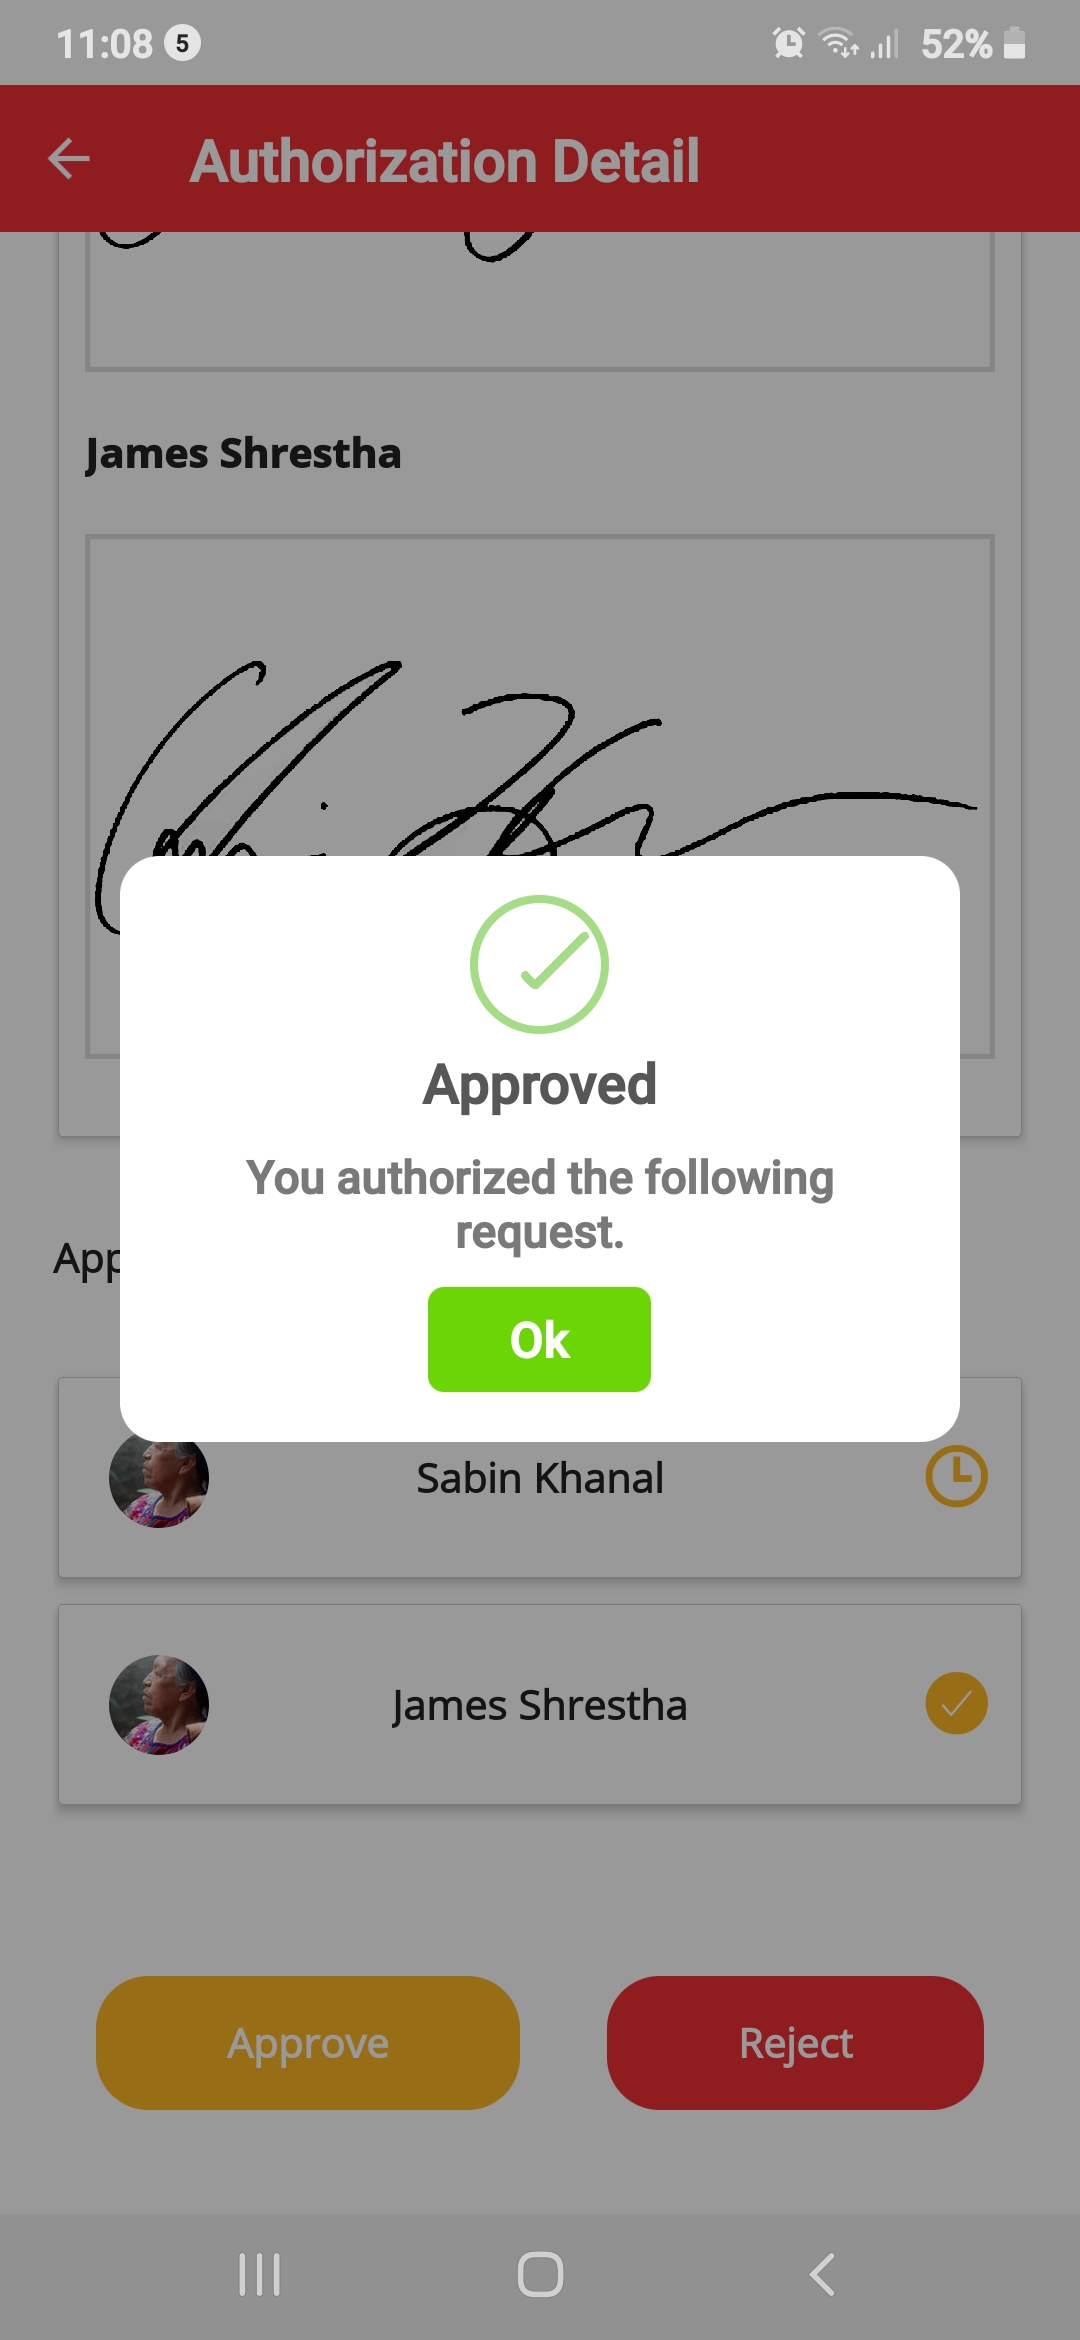 11:08 5 52%
Authorization Detail
James Shrestha
Approved
You authorized the following
request.
App
Ok
Sabin Khanal
James Shrestha
Approve Reject